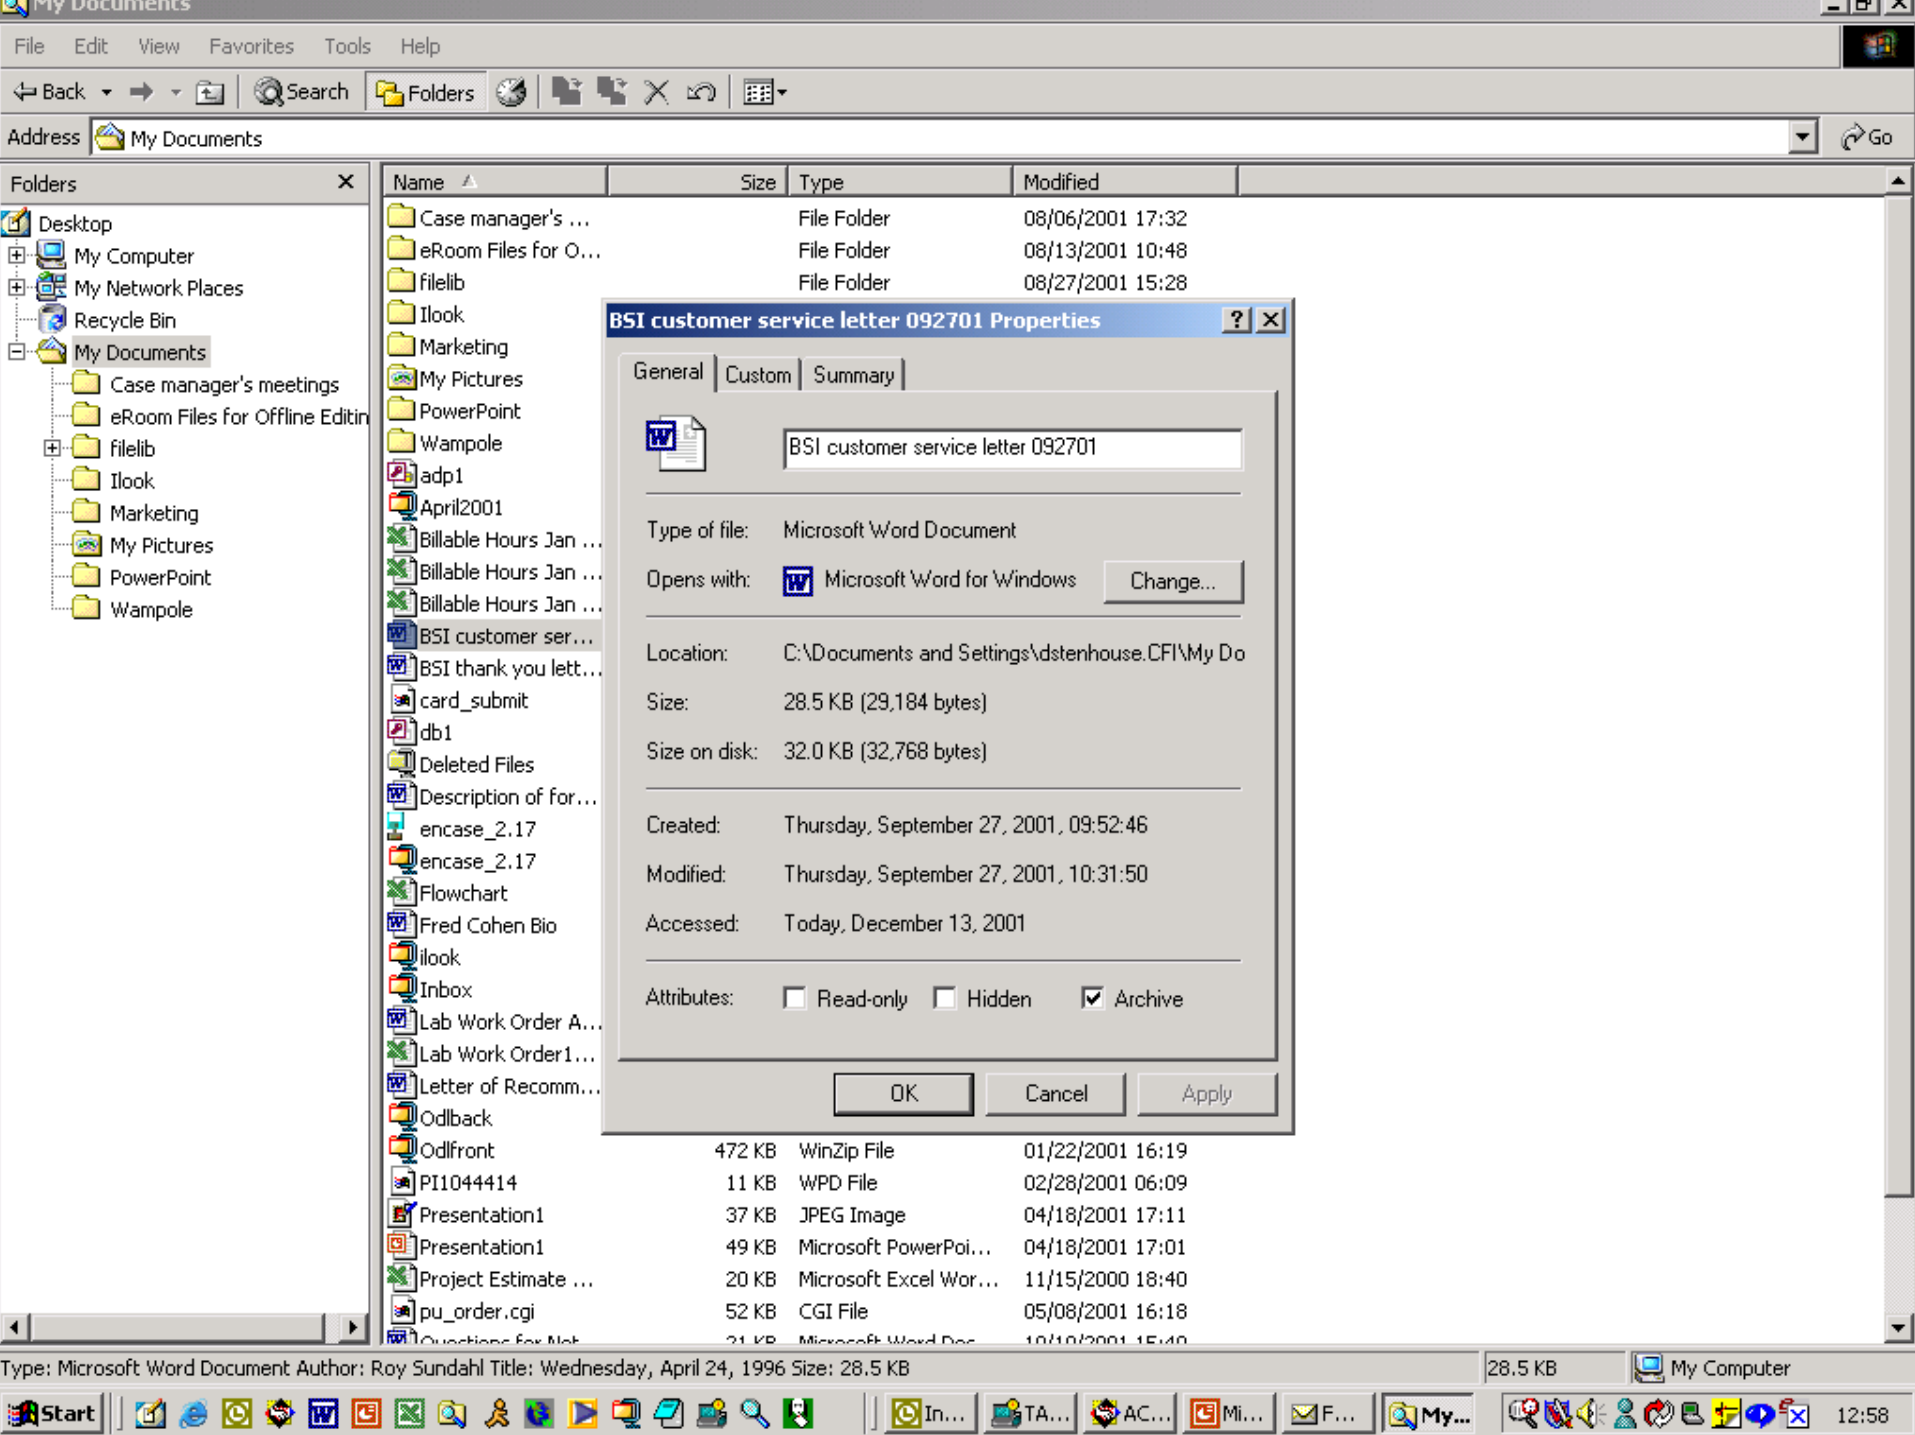 My Documents
File Edit View Favorites Tools Help
Back Search Folders
Address My Documents Go
Folders
Desktop
My Computer
My Network Places
Recycle Bin
My Documents
Case manager's meetings
eRoom Files for Offline Editin
filelib
Ilook
Marketing
My Pictures
PowerPoint
Wampole
Name Size Type Modified
Case manager's ... File Folder 08/06/2001 17:32
eRoom Files for O... File Folder 08/13/2001 10:48
filelib File Folder 08/27/2001 15:28
Ilook
Marketing
My Pictures
PowerPoint
Wampole
adp1
April2001
Billable Hours Jan ...
Billable Hours Jan ...
Billable Hours Jan ...
BSI customer ser...
BSI thank you lett...
card_submit
db1
Deleted Files
Description of for...
encase_2.17
encase_2.17
Flowchart
Fred Cohen Bio
ilook
Inbox
Lab Work Order A...
Lab Work Order1...
Letter of Recomm...
Odlback
Odlfront 472 KB WinZip File 01/22/2001 16:19
PI1044414 11 KB WPD File 02/28/2001 06:09
Presentation1 37 KB JPEG Image 04/18/2001 17:11
Presentation1 49 KB Microsoft PowerPoi... 04/18/2001 17:01
Project Estimate ... 20 KB Microsoft Excel Wor... 11/15/2000 18:40
pu_order.cgi 52 KB CGI File 05/08/2001 16:18
Questions for Net 21 KB Microsoft Word Doc 10/10/2001 15:40
BSI customer service letter 092701 Properties
General Custom Summary
BSI customer service letter 092701
Type of file: Microsoft Word Document
Opens with: Microsoft Word for Windows Change...
Location: C:\Documents and Settings\dstenhouse.CFI\My Do
Size: 28.5 KB (29,184 bytes)
Size on disk: 32.0 KB (32,768 bytes)
Created: Thursday, September 27, 2001, 09:52:46
Modified: Thursday, September 27, 2001, 10:31:50
Accessed: Today, December 13, 2001
Attributes: Read-only Hidden Archive
OK Cancel Apply
Type: Microsoft Word Document Author: Roy Sundahl Title: Wednesday, April 24, 1996 Size: 28.5 KB 28.5 KB My Computer
Start In... TA... AC... Mi... F... My... 12:58